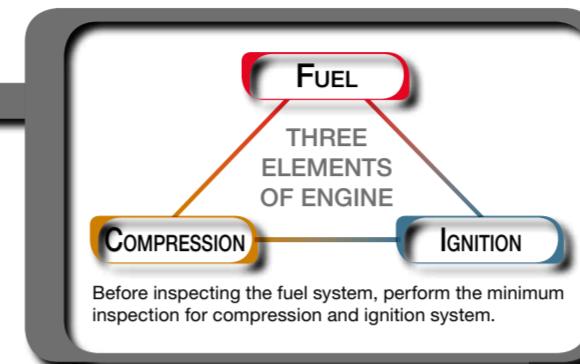 FUEL
THREE
ELEMENTS
OF ENGINE
COMPRESSION
IGNITION
Before inspecting the fuel system, perform the minimum
inspection for compression and ignition system.